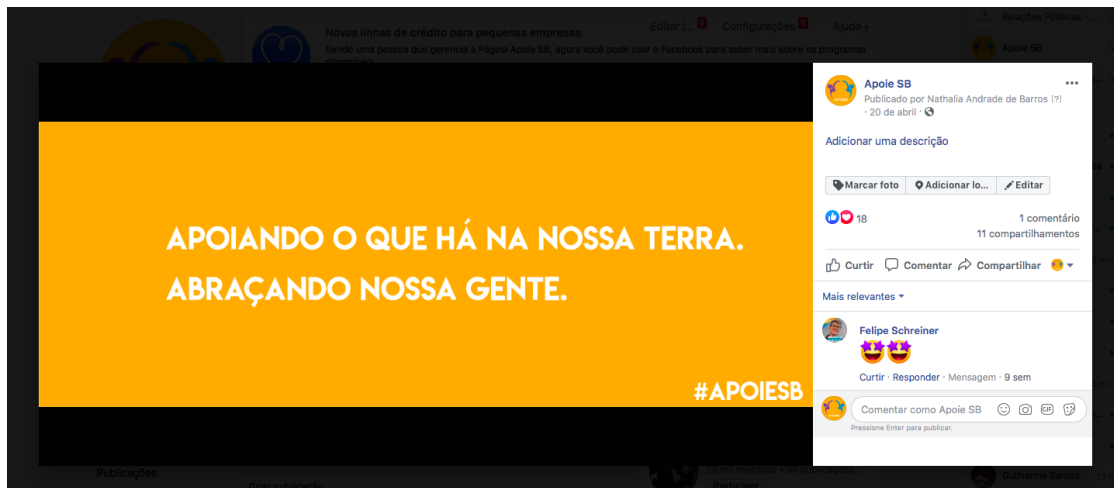 Novas linhas de crédito para pequenas empresas
Sendo uma pessoa que gerencia a Página Apoie SB, agora você pode usar o Facebook para saber mais sobre os programas
disponíveis
Editar I... Configurações Ajuda
Relações Públicas - ...
Apoie SB
APOIANDO O QUE HÁ NA NOSSA TERRA.
ABRAÇANDO NOSSA GENTE.
#APOIESB
Apoie SB
Publicado por Nathalia Andrade de Barros [?]
· 20 de abril ·
Adicionar uma descrição
Marcar foto
Adicionar lo...
Editar
18
1 comentário
11 compartilhamentos
Curtir
Comentar
Compartilhar
Mais relevantes
Felipe Schreiner
Curtir · Responder · Mensagem · 9 sem
Comentar como Apoie SB
GIF
Pressione Enter para publicar.
Publicações
Criar publicação
Participar
Guilherme Santos